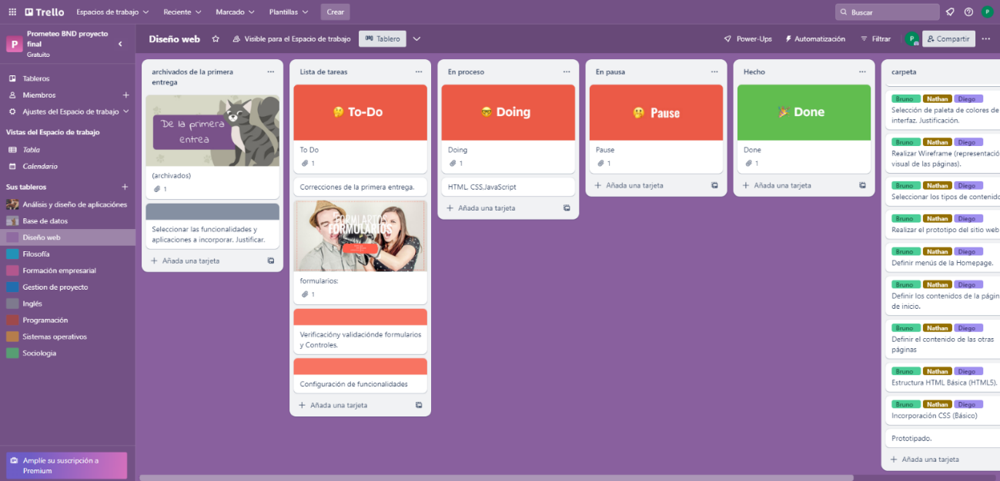 Trello
Espacios de trabajo
Reciente
Marcado
Plantillas
Crear
Buscar
P
P
Prometeo BND proyecto
final
Gratuito
Diseño web
Visible para el Espacio de trabajo
Tablero
Power-Ups
Automatización
Filtrar
P
Compartir
Tableros
Miembros
Ajustes del Espacio de trabajo
Vistas del Espacio de trabajo
Tabla
Calendario
Sus tableros
Análisis y diseño de aplicaciónes
Base de datos
Diseño web
Filosofía
Formación empresarial
Gestion de proyecto
Inglés
Programación
Sistemas operativos
Sociologia
Amplíe su suscripción a
Premium
archivados de la primera
entrega
De la primera
entrea
(archivados)
1
Seleccionar las funcionalidades y
aplicaciones a incorporar. Justificar.
Añada una tarjeta
Lista de tareas
To-Do
To Do
1
Correcciones de la primera entrega.
FORMULARIOS
FORMULARIOS
formularios:
1
Verificacióny validaciónde formularios
y Controles.
Configuración de funcionalidades
Añada una tarjeta
En proceso
Doing
Doing
1
HTML. CSS.JavaScript
Añada una tarjeta
En pausa
Pause
Pause
1
Añada una tarjeta
Hecho
Done
Done
1
Añada una tarjeta
carpeta
Bruno Nathan Diego
Selección de paleta de colores de
interfaz. Justificación.
Bruno Nathan Diego
Realizar Wireframe (representació
visual de las páginas).
Bruno Nathan Diego
Seleccionar los tipos de contenido
Bruno Nathan Diego
Realizar el prototipo del sitio web
Bruno Nathan Diego
Definir menús de la Homepage.
Bruno Nathan Diego
Definir los contenidos de la págin
de inicio.
Bruno Nathan Diego
Definir el contenido de las otras
páginas
Bruno Nathan Diego
Estructura HTML Básica (HTML5).
Bruno Nathan Diego
Incorporación CSS (Básico)
Prototipado.
Añada una tarjeta